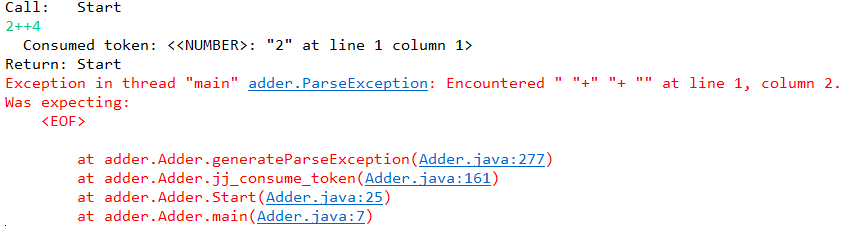 Call:   Start
2++4
  Consumed token: <<NUMBER>: "2" at line 1 column 1>
Return: Start
Exception in thread "main" adder.ParseException: Encountered " "+" "+ "" at line 1, column 2.
Was expecting:
    <EOF>
        at adder.Adder.generateParseException(Adder.java:277)
        at adder.Adder.jj_consume_token(Adder.java:161)
        at adder.Adder.Start(Adder.java:25)
        at adder.Adder.main(Adder.java:7)